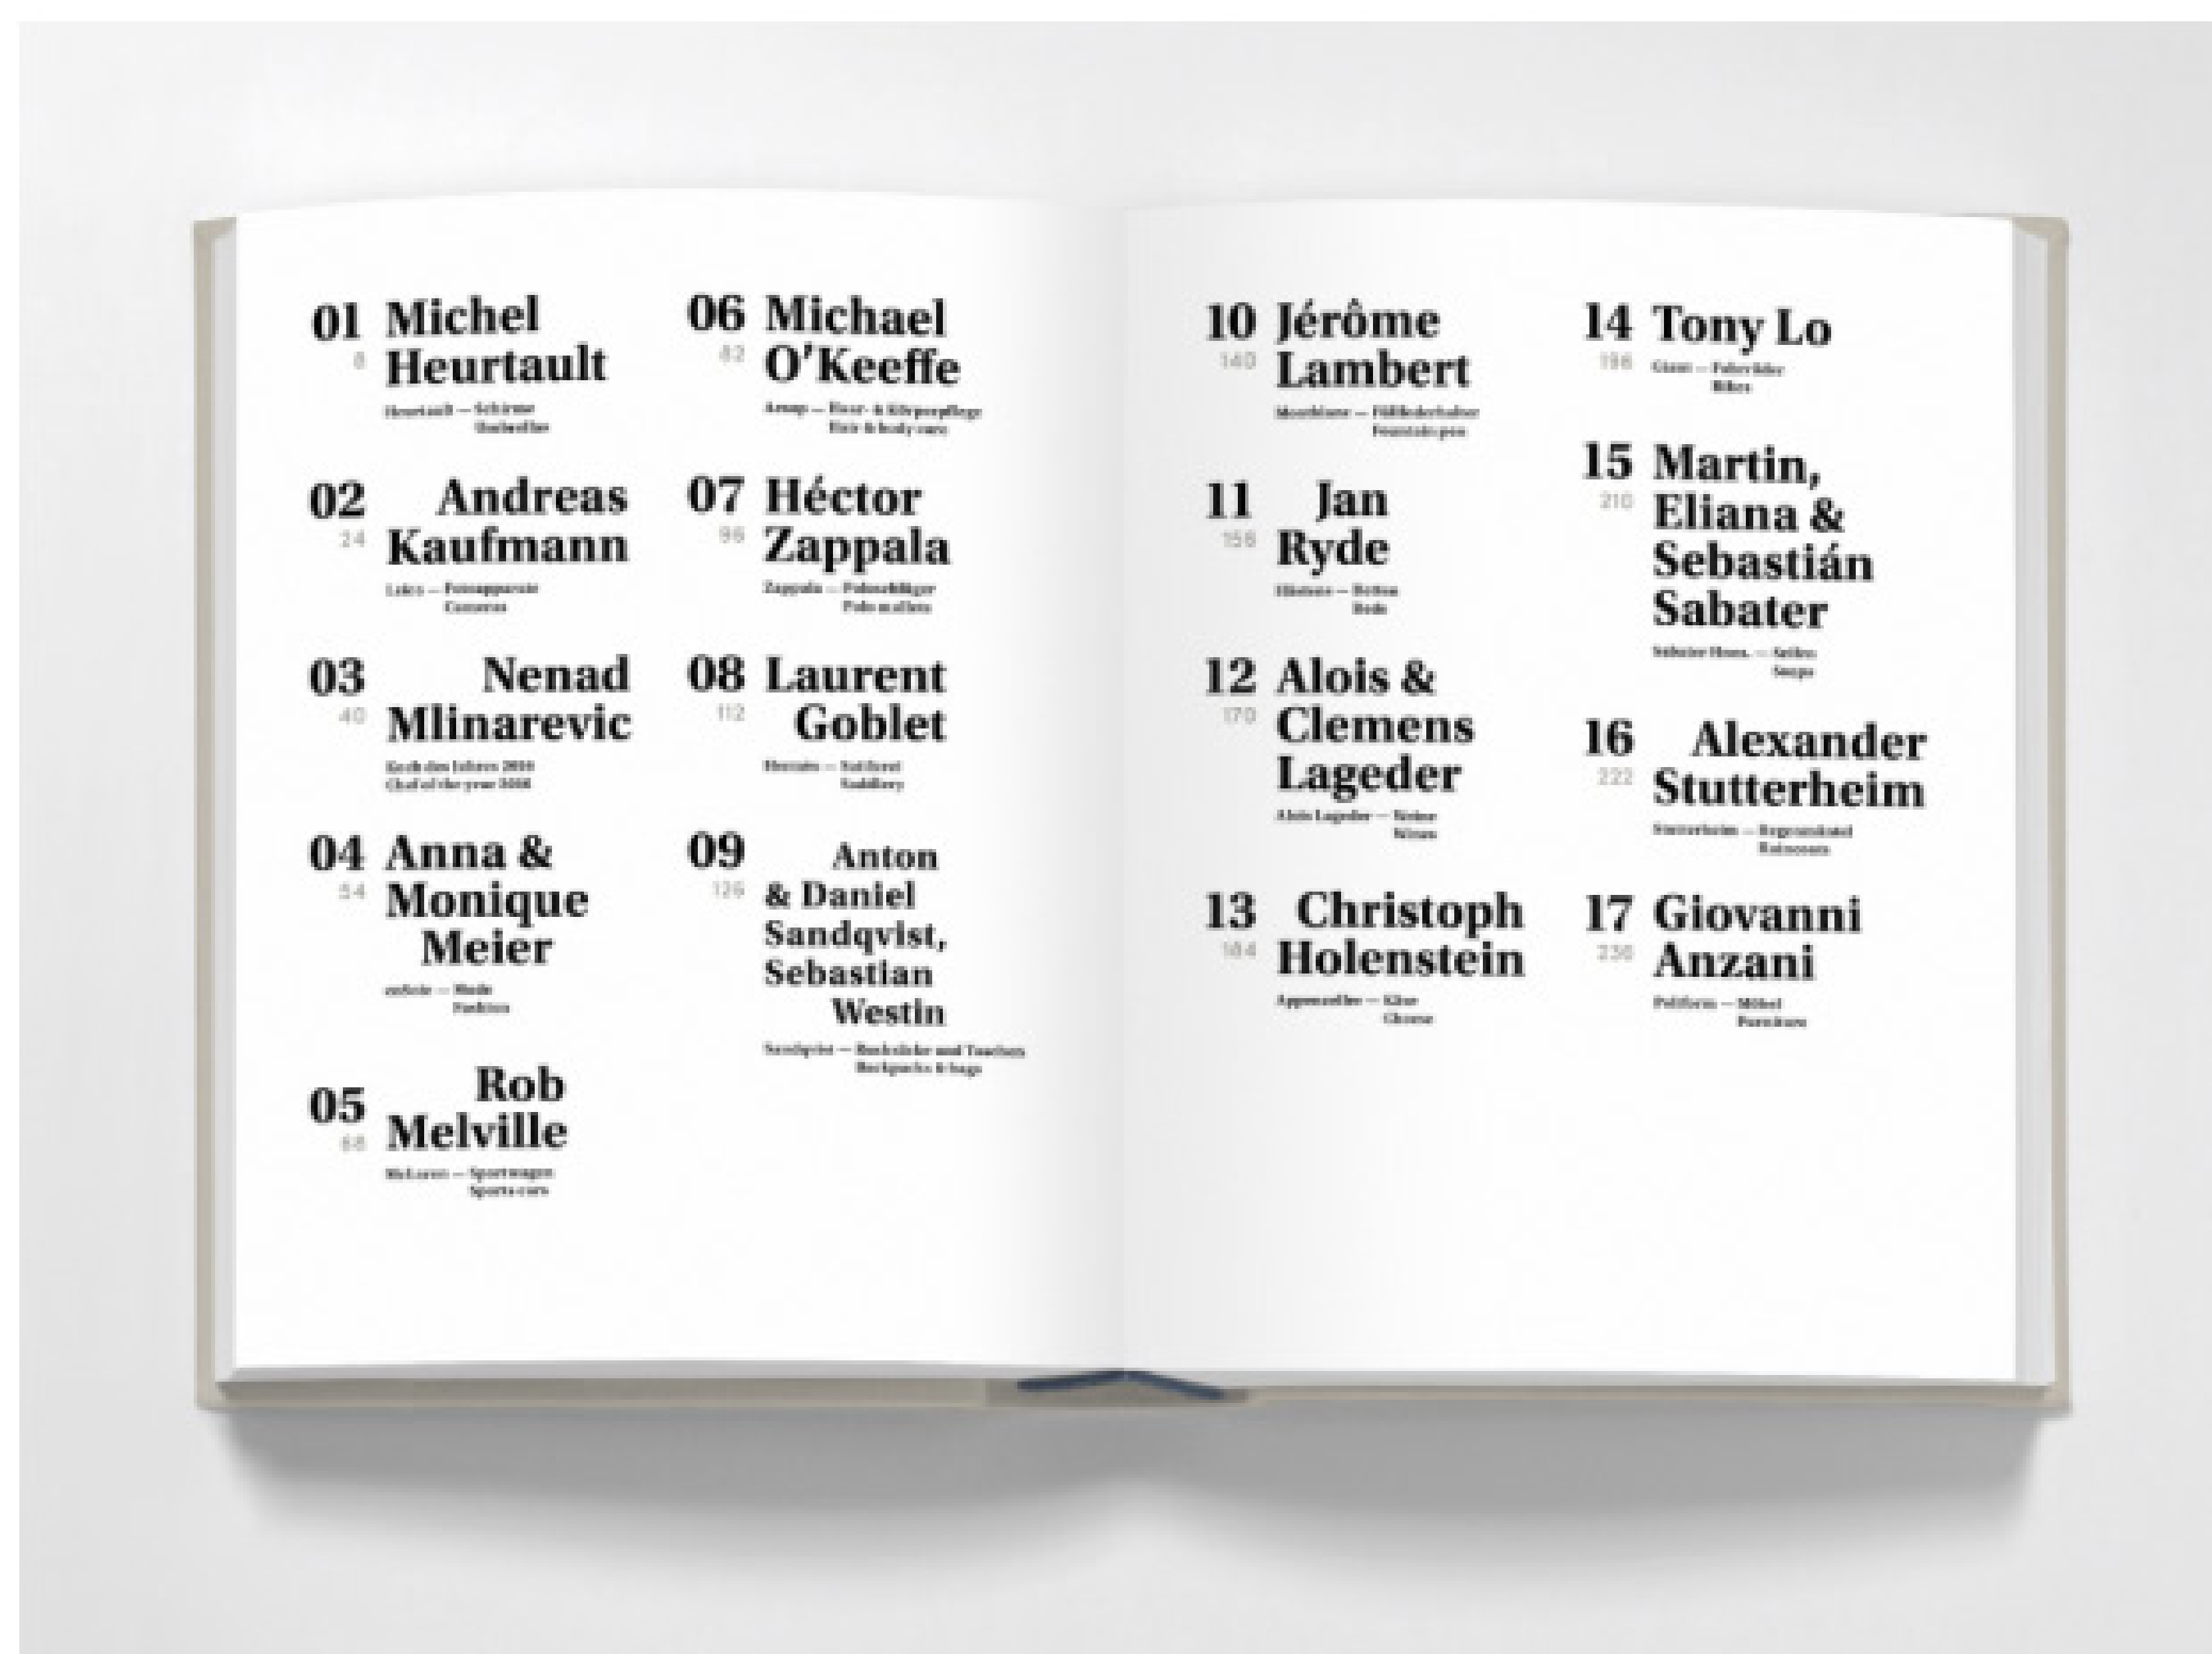 01 Michel
8 Heurtault
Heurtault — Schirme
Umbrellas
02 Andreas
24 Kaufmann
Leica — Fotoapparate
Cameras
03 Nenad
40 Mlinarevic
Koch des Jahres 2016
Chef of the year 2016
04 Anna &
54 Monique
Meier
— Mode
Fashion
05 Rob
68 Melville
McLaren — Sportwagen
Sports cars
06 Michael
82 O'Keeffe
Aesop — Haar- & Körperpflege
Hair & body care
07 Héctor
96 Zappala
Zappala — Poloschläger
Polo mallets
08 Laurent
112 Goblet
Hermès — Sattlerei
Saddlery
09 Anton
126 & Daniel
Sandqvist,
Sebastian
Westin
Sandqvist — Rucksäcke und Taschen
Backpacks & bags
10 Jérôme
140 Lambert
Montblanc — Füllfederhalter
Fountain pen
11 Jan
156 Ryde
Hästens — Betten
Beds
12 Alois &
170 Clemens
Lageder
Alois Lageder — Weine
Wines
13 Christoph
184 Holenstein
Appenzeller — Käse
Cheese
14 Tony Lo
196
Giant — Fahrräder
Bikes
15 Martin,
210 Eliana &
Sebastián
Sabater
Sabater Hnos. — Seifen
Soaps
16 Alexander
222 Stutterheim
Stutterheim — Regenmäntel
Raincoats
17 Giovanni
236 Anzani
Poliform — Möbel
Furniture